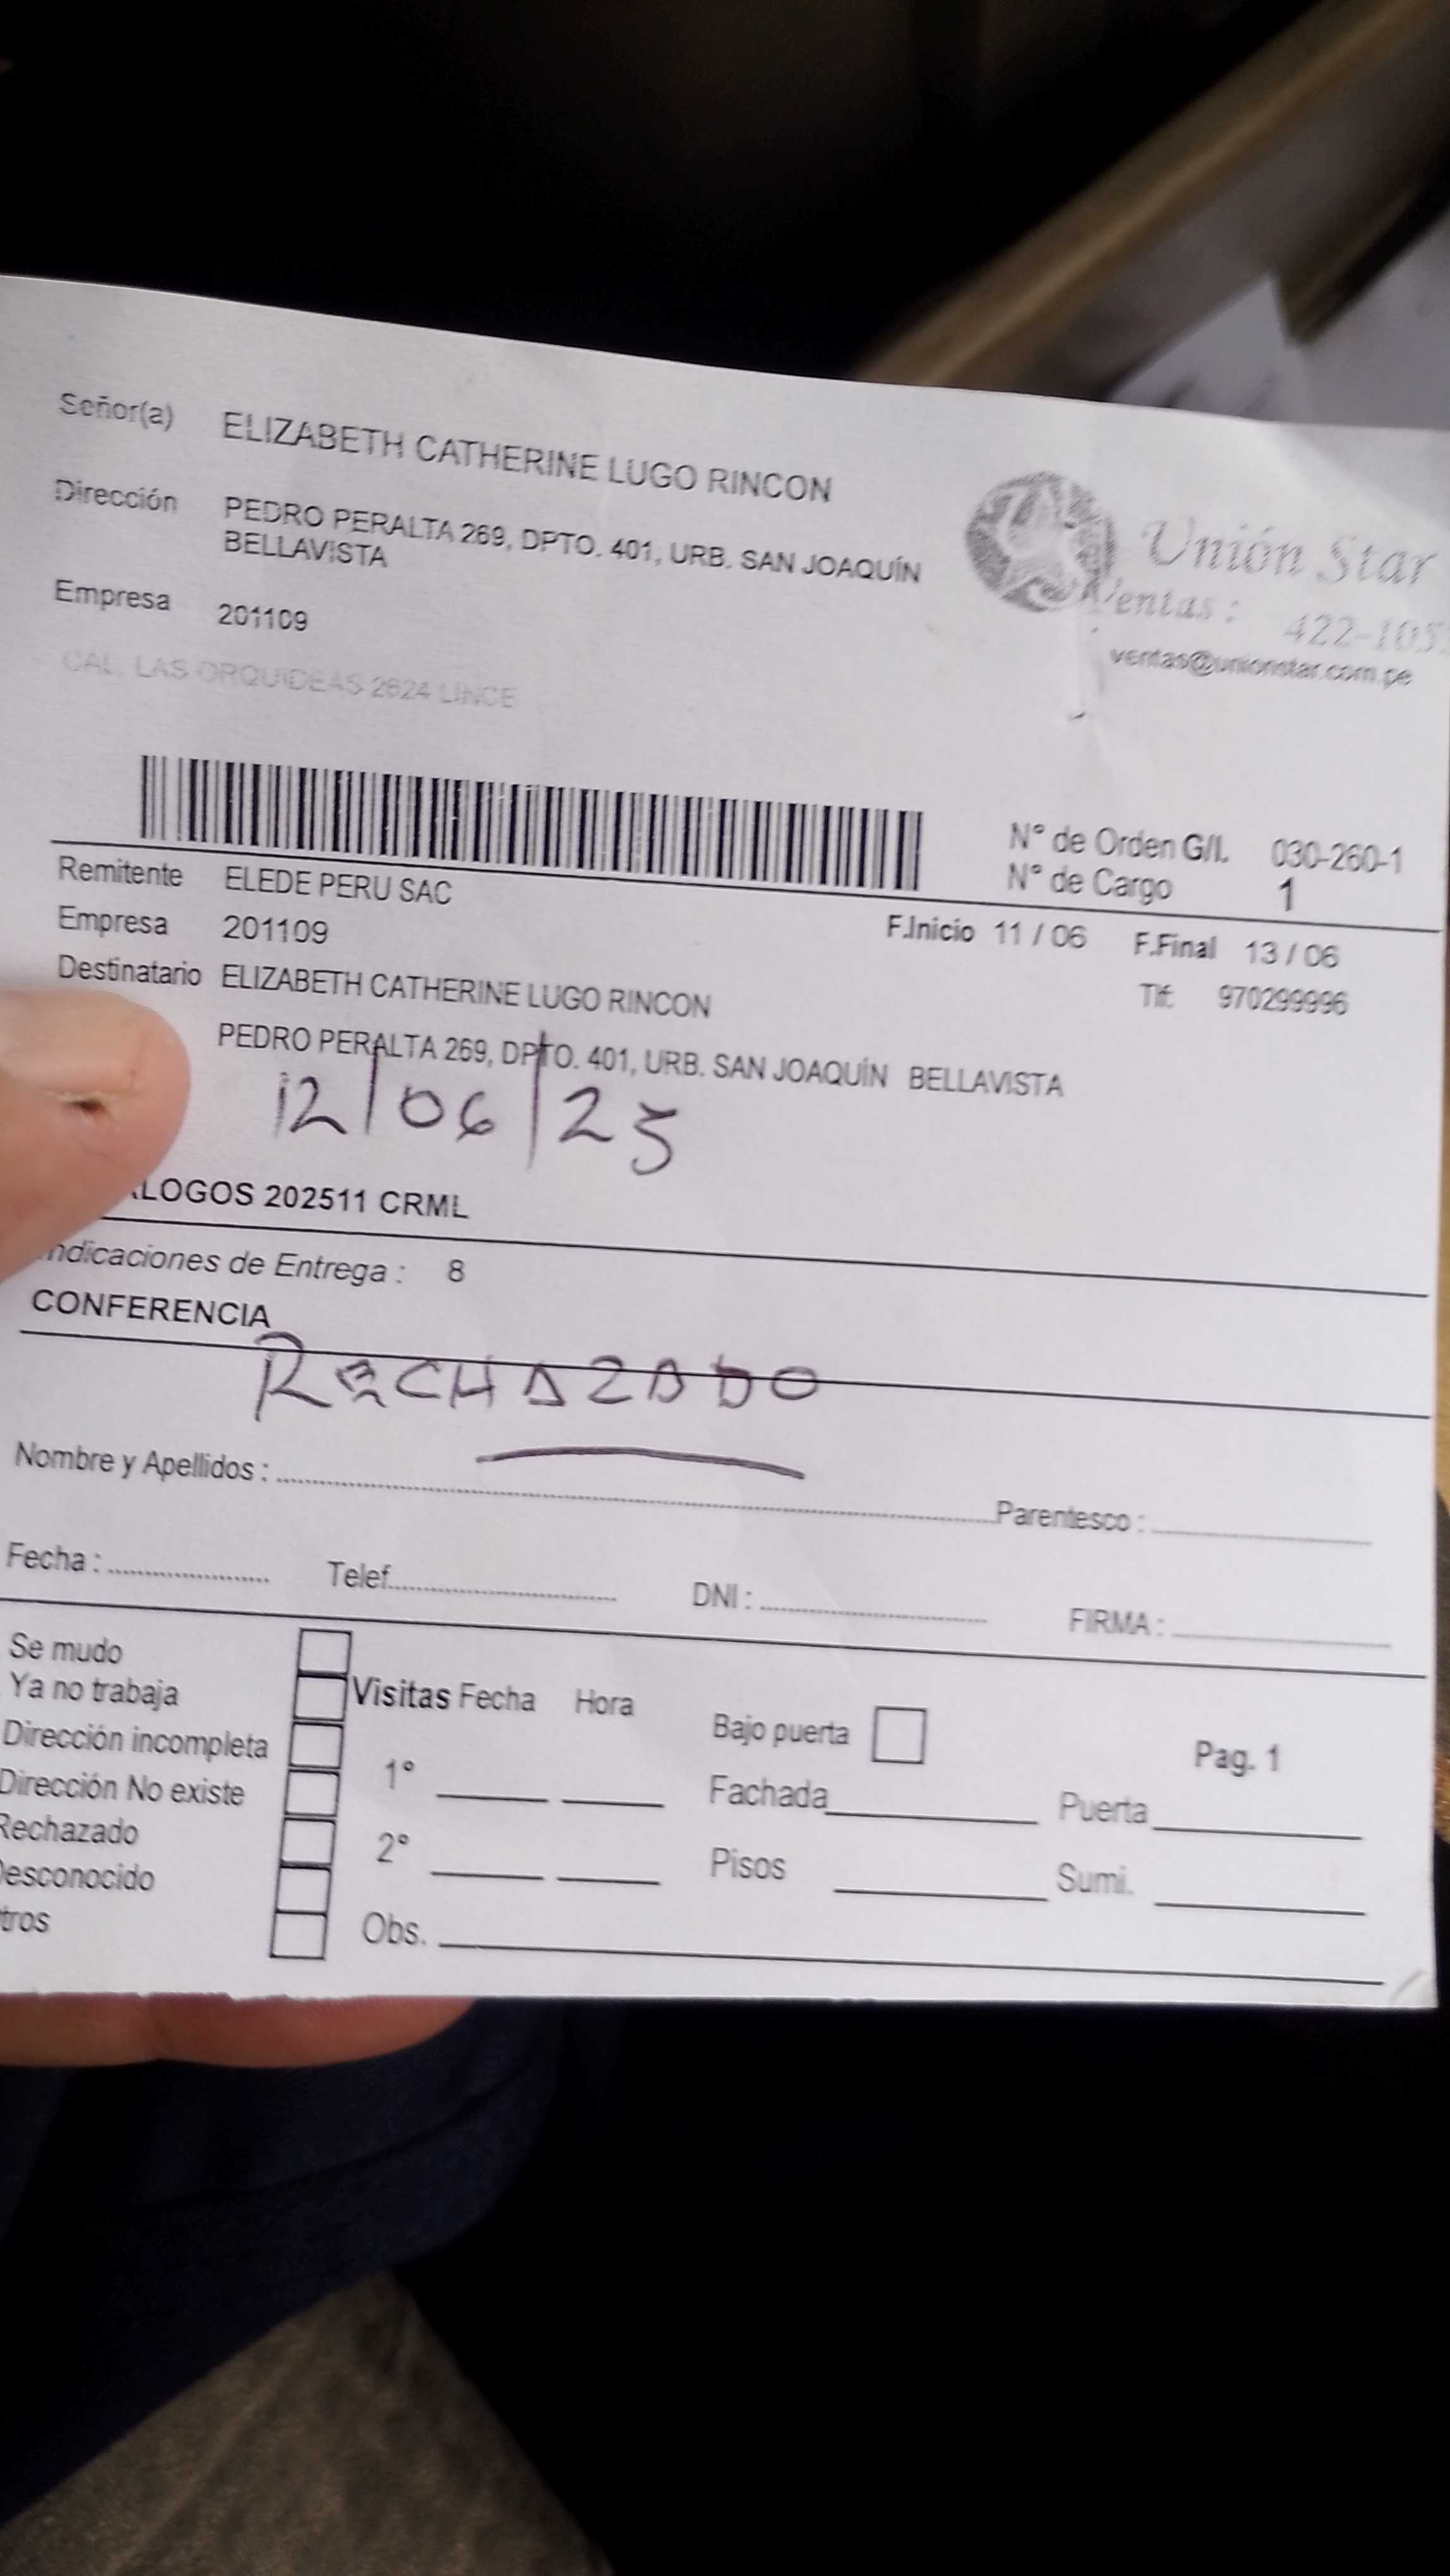 Señor(a) ELIZABETH CATHERINE LUGO RINCON
Dirección PEDRO PERALTA 269, DPTO. 401, URB. SAN JOAQUÍN
BELLAVISTA
Empresa 201109
CAL. LAS ORQUIDEAS 2624 LINCE
Unión Star
Ventas : 422-105
ventas@unionstar.com.pe
N° de Orden G/I. 030-260-1
N° de Cargo 1
Remitente ELEDE PERU SAC
Empresa 201109
F.Inicio 11 / 06 F.Final 13 / 06
Destinatario ELIZABETH CATHERINE LUGO RINCON
Tlf: 970299996
PEDRO PERALTA 269, DPTO. 401, URB. SAN JOAQUÍN BELLAVISTA
12/06/25
ALOGOS 202511 CRML
ndicaciones de Entrega : 8
CONFERENCIA
RECHAZADO
Nombre y Apellidos : Parentesco :
Fecha : Telef. DNI : FIRMA :
Se mudo
Ya no trabaja
Dirección incompleta
Dirección No existe
Rechazado
esconocido
tros
Visitas Fecha Hora
1°
2°
Obs.
Bajo puerta
Fachada Puerta
Pisos Sumi.
Pag. 1